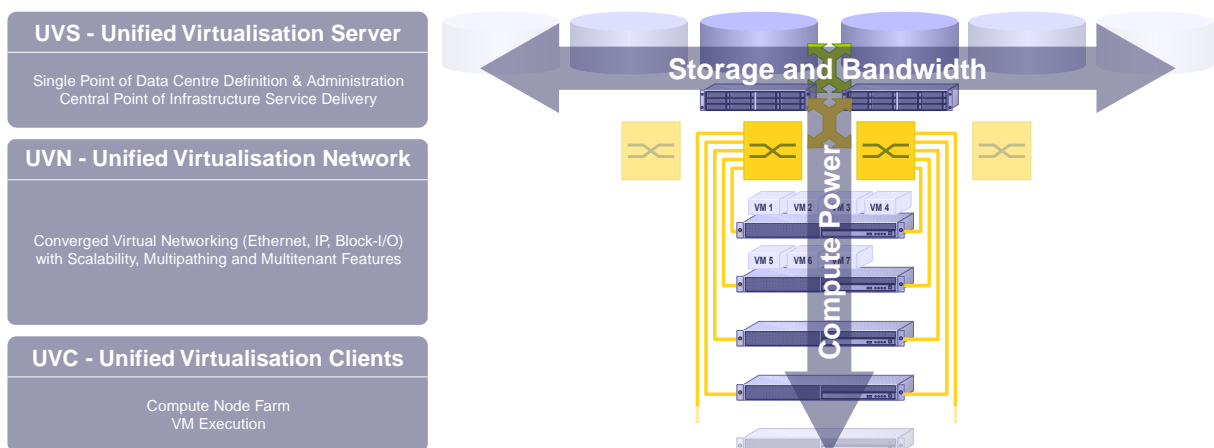 UVS - Unified Virtualisation Server
Single Point of Data Centre Definition & Administration
Central Point of Infrastructure Service Delivery
UVN - Unified Virtualisation Network
Converged Virtual Networking (Ethernet, IP, Block-I/O)
with Scalability, Multipathing and Multitenant Features
UVC - Unified Virtualisation Clients
Compute Node Farm
VM Execution
Storage and Bandwidth
Compute Power
VM 1 VM 2 VM 3 VM 4
VM 5 VM 6 VM 7